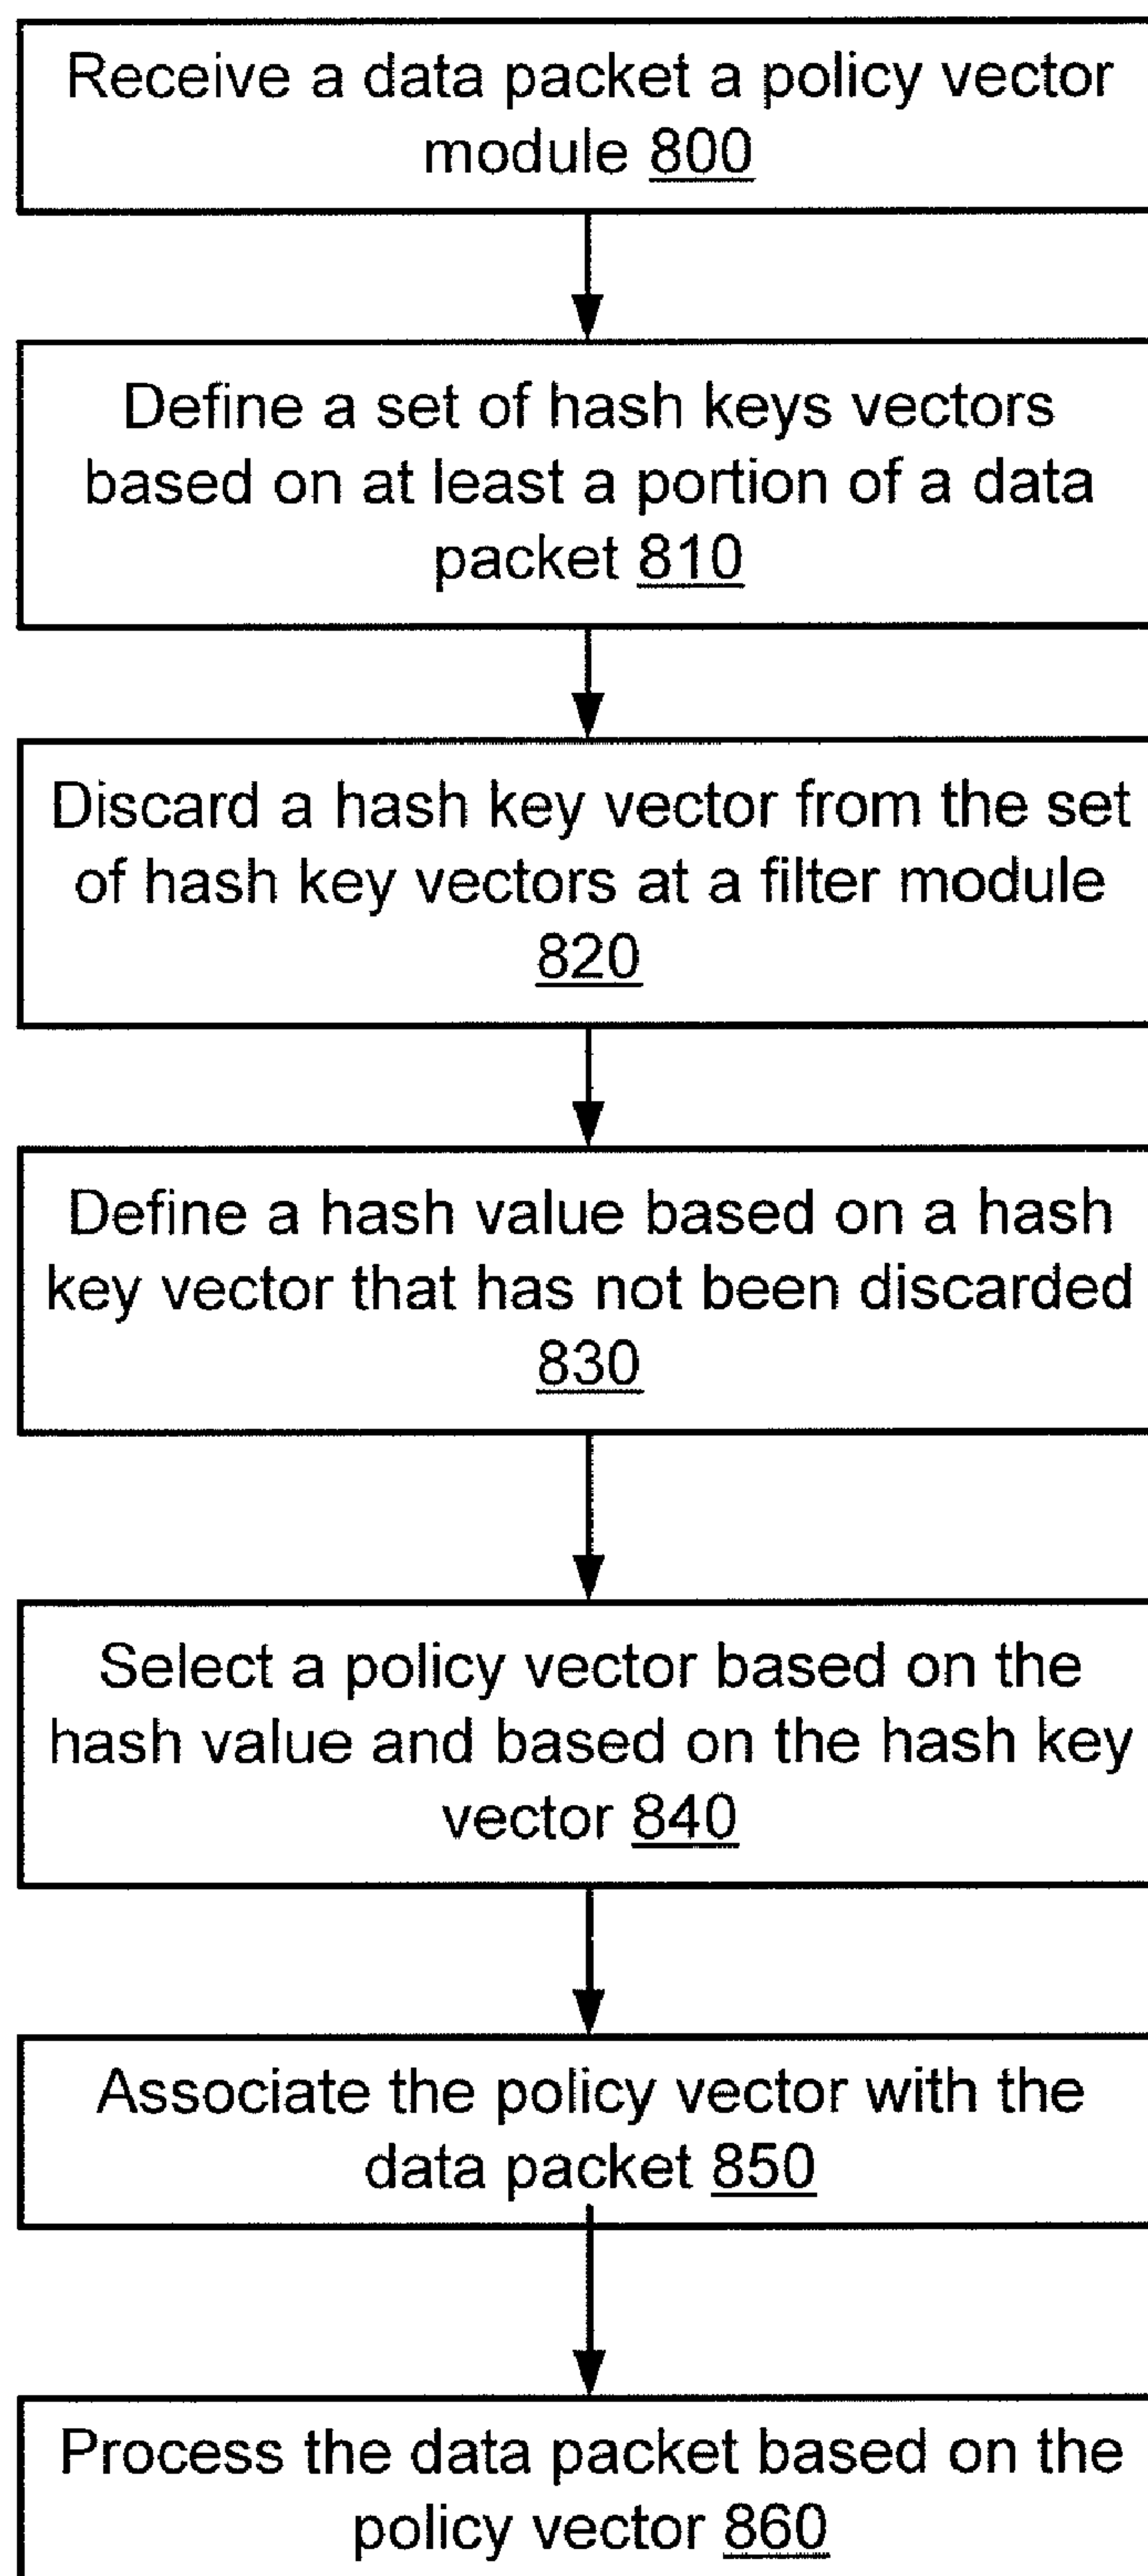 Receive a data packet a policy vector
module 800
Define a set of hash keys vectors
based on at least a portion of a data
packet 810
Discard a hash key vector from the set
of hash key vectors at a filter module
820
Define a hash value based on a hash
key vector that has not been discarded
830
Select a policy vector based on the
hash value and based on the hash key
vector 840
Associate the policy vector with the
data packet 850
Process the data packet based on the
policy vector 860